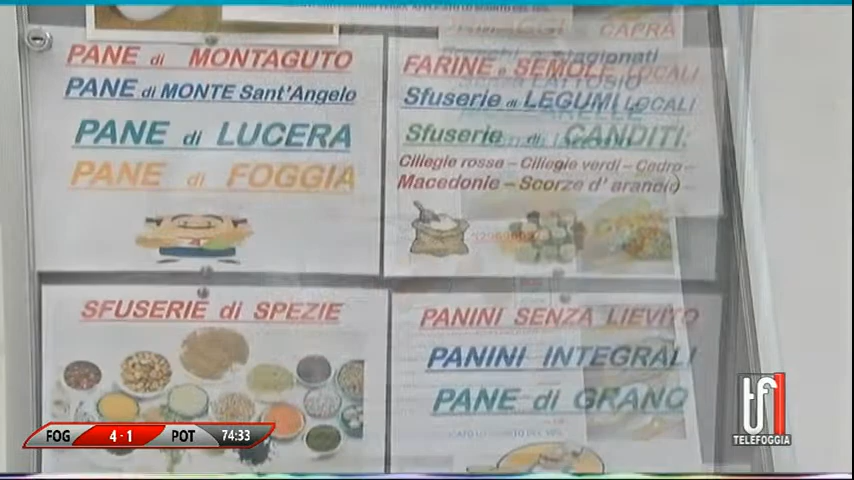 PANE di MONTAGUTO
PANE di MONTE Sant'Angelo
PANE di LUCERA
PANE di FOGGIA
CAPRA
FARINE e SEMOLE LOCALI
Sfuserie di LEGUMI LOCALI
Sfuserie di CANDITI:
Ciliegie rosse – Ciliegie verdi – Cedro –
Macedonie – Scorze d'
SFUSERIE di SPEZIE
PANINI SENZA LIEVITO
PANINI INTEGRALI
PANE di GRANO
FOG 4 - 1 POT 74:33
tf
TELEFOGGIA